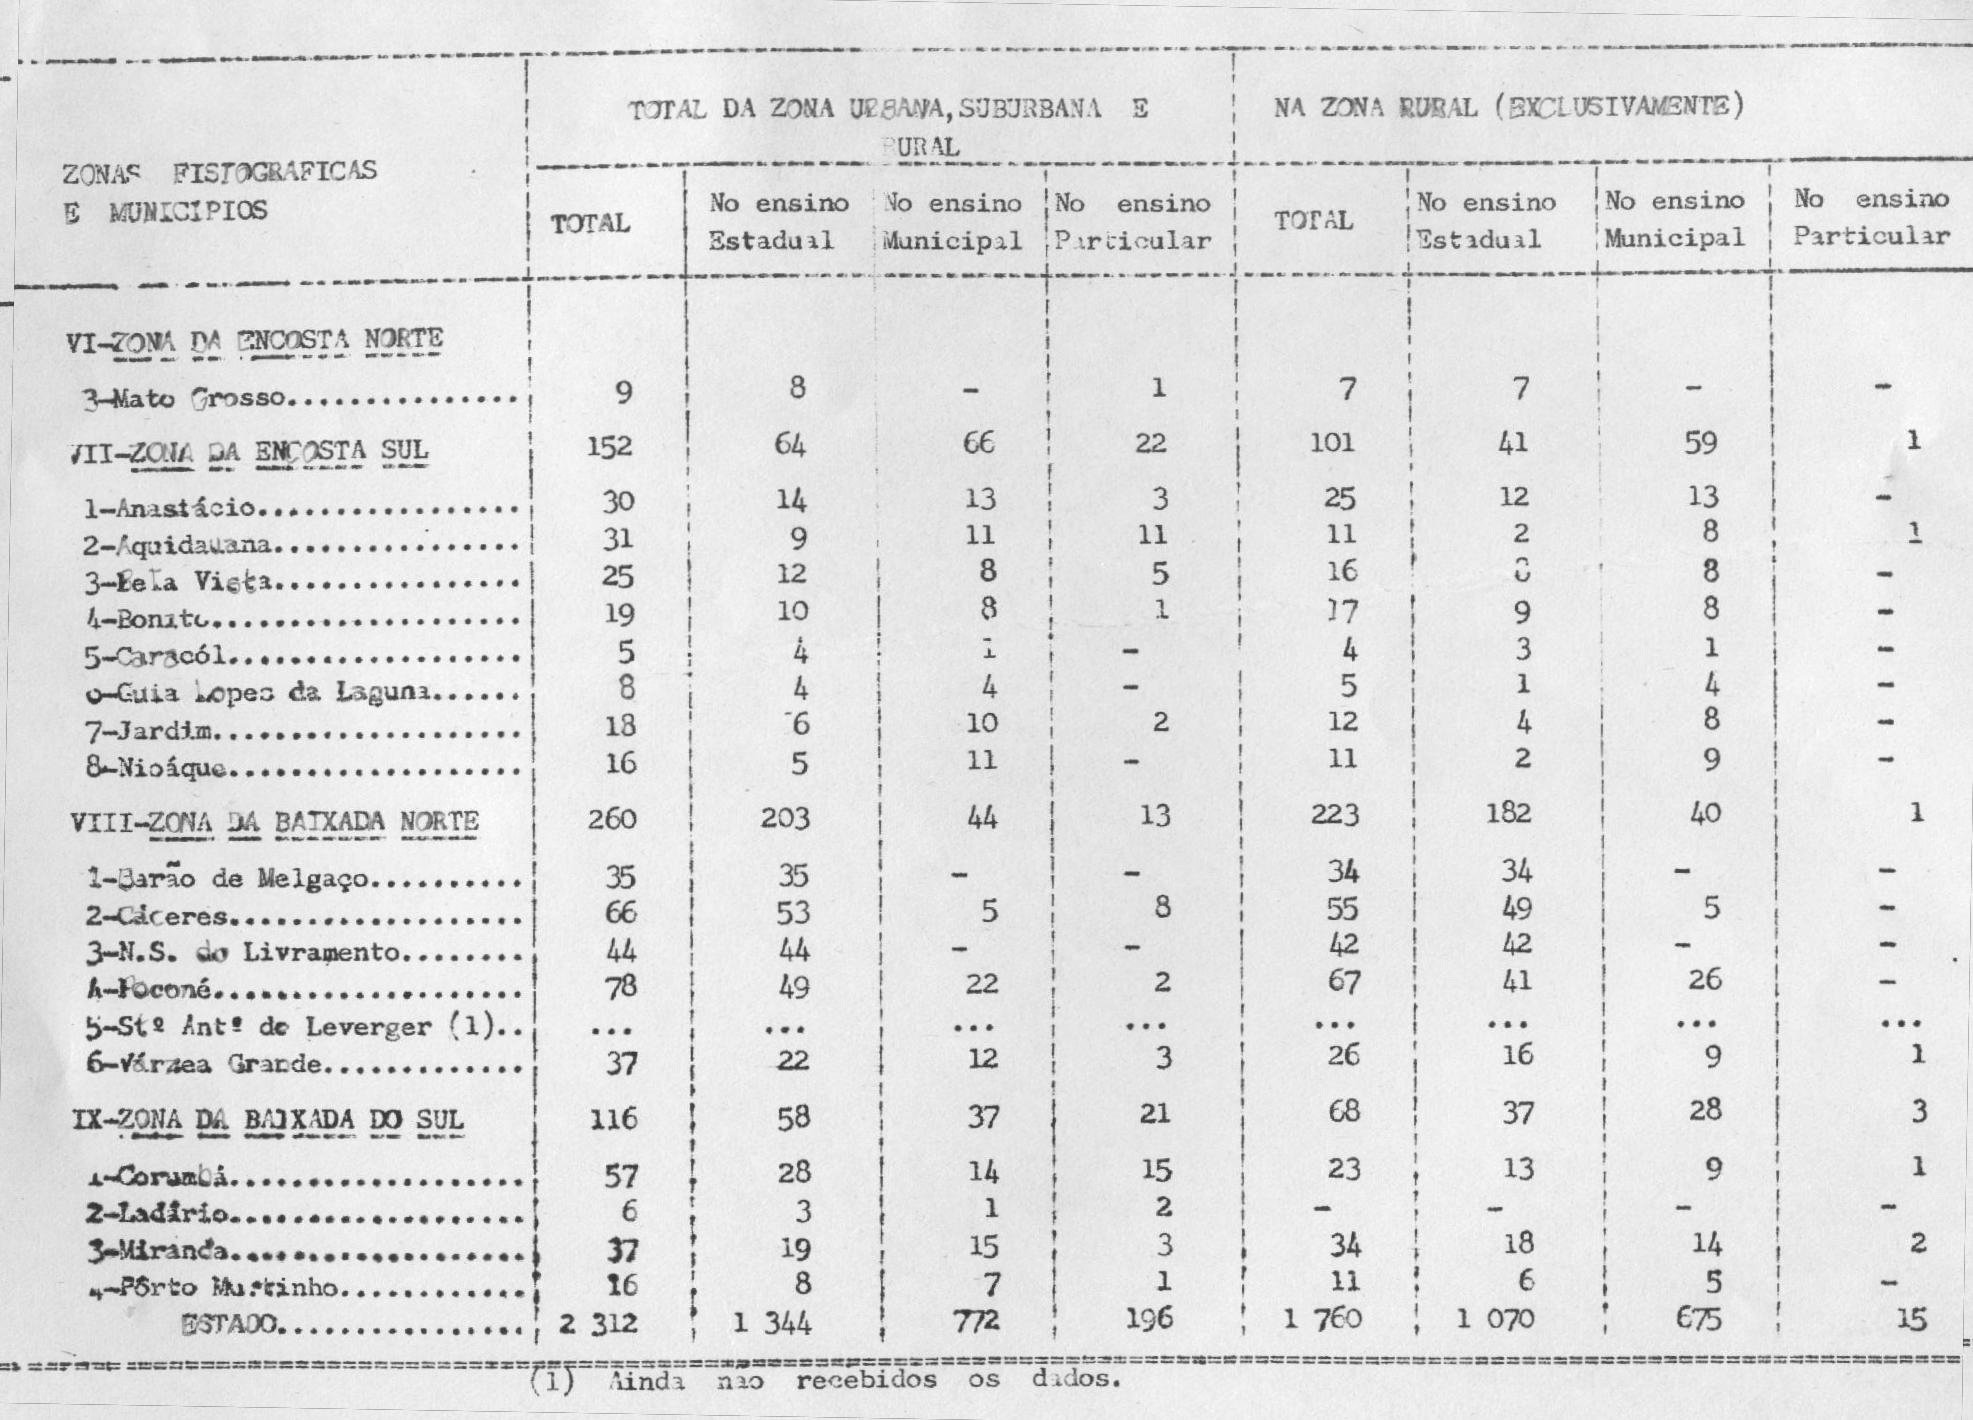 TOTAL DA ZONA URBANA, SUBURBANA E NA ZONA RURAL (EXCLUSIVAMENTE)
RURAL
ZONAS FISIOGRAFICAS
E MUNICIPIOS
TOTAL No ensino Estadual No ensino Municipal No ensino Particular TOTAL No ensino Estadual No ensino Municipal No ensino Particular
VI-ZONA DA ENCOSTA NORTE
3-Mato Grosso............... 9 8 - 1 7 7 - -
VII-ZONA DA ENCOSTA SUL 152 64 66 22 101 41 59 1
1-Anastácio................. 30 14 13 3 25 12 13 -
2-Aquidauana................ 31 9 11 11 11 2 8 1
3-Bela Vista................ 25 12 8 5 16 8 8 -
4-Bonito.................... 19 10 8 1 17 9 8 -
5-Caracól................... 5 4 1 - 4 3 1 -
6-Guia Lopes da Laguna...... 8 4 4 - 5 1 4 -
7-Jardim.................... 18 6 10 2 12 4 8 -
8-Nioáque................... 16 5 11 - 11 2 9 -
VIII-ZONA DA BAIXADA NORTE 260 203 44 13 223 182 40 1
1-Barão de Melgaço.......... 35 35 - - 34 34 - -
2-Cáceres................... 66 53 5 8 55 49 5 -
3-N.S. do Livramento........ 44 44 - - 42 42 - -
4-Poconé.................... 78 49 22 2 67 41 26 -
5-Stº Antº de Leverger (1).. ... ... ... ... ... ... ... ...
6-Várzea Grande............. 37 22 12 3 26 16 9 1
IX-ZONA DA BAIXADA DO SUL 116 58 37 21 68 37 28 3
1-Corumbá................... 57 28 14 15 23 13 9 1
2-Ladário................... 6 3 1 2 - - - -
3-Miranda................... 37 19 15 3 34 18 14 2
4-Pôrto Murtinho............ 16 8 7 1 11 6 5 -
ESTADO................ 2 312 1 344 772 196 1 760 1 070 675 15
(1) Ainda nao recebidos os dados.